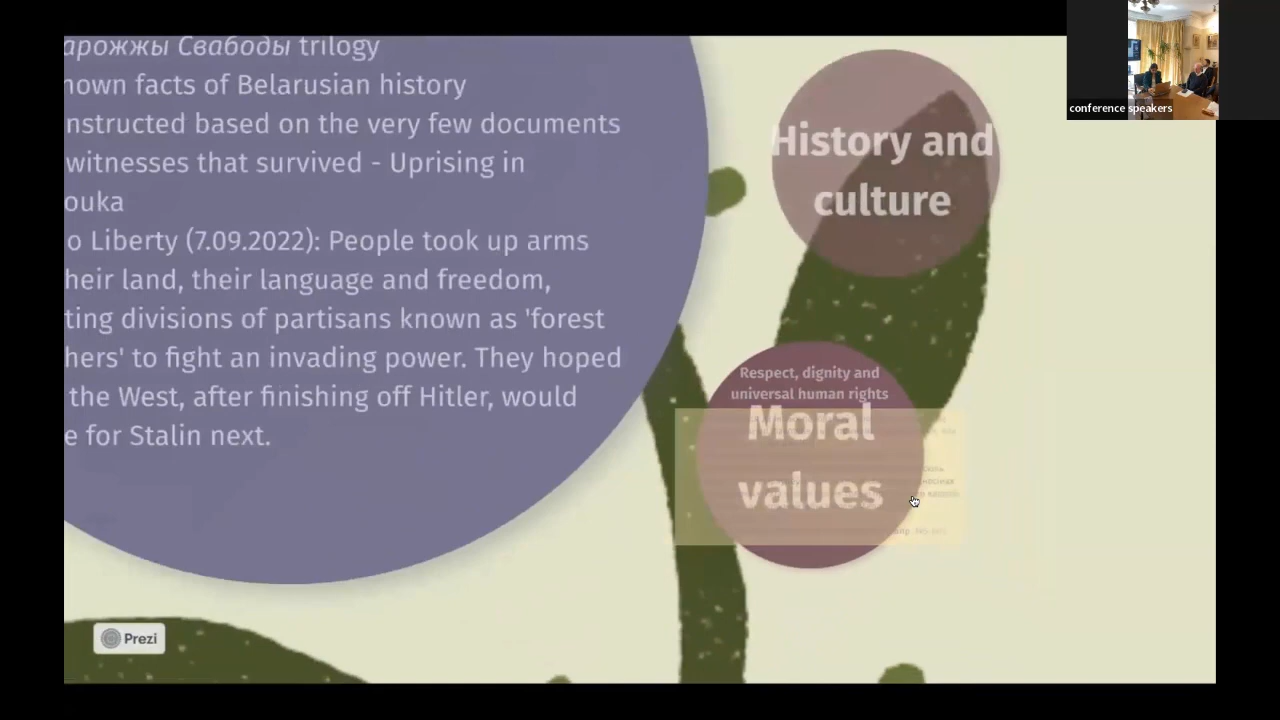 арожжы Свабоды trilogy
nown facts of Belarusian history
nstructed based on the very few documents
witnesses that survived - Uprising in
ouka
o Liberty (7.09.2022): People took up arms
heir land, their language and freedom,
ting divisions of partisans known as 'forest
hers' to fight an invading power. They hoped
the West, after finishing off Hitler, would
e for Stalin next.
History and
culture
Respect, dignity and
universal human rights
Moral
values
Prezi
conference speakers